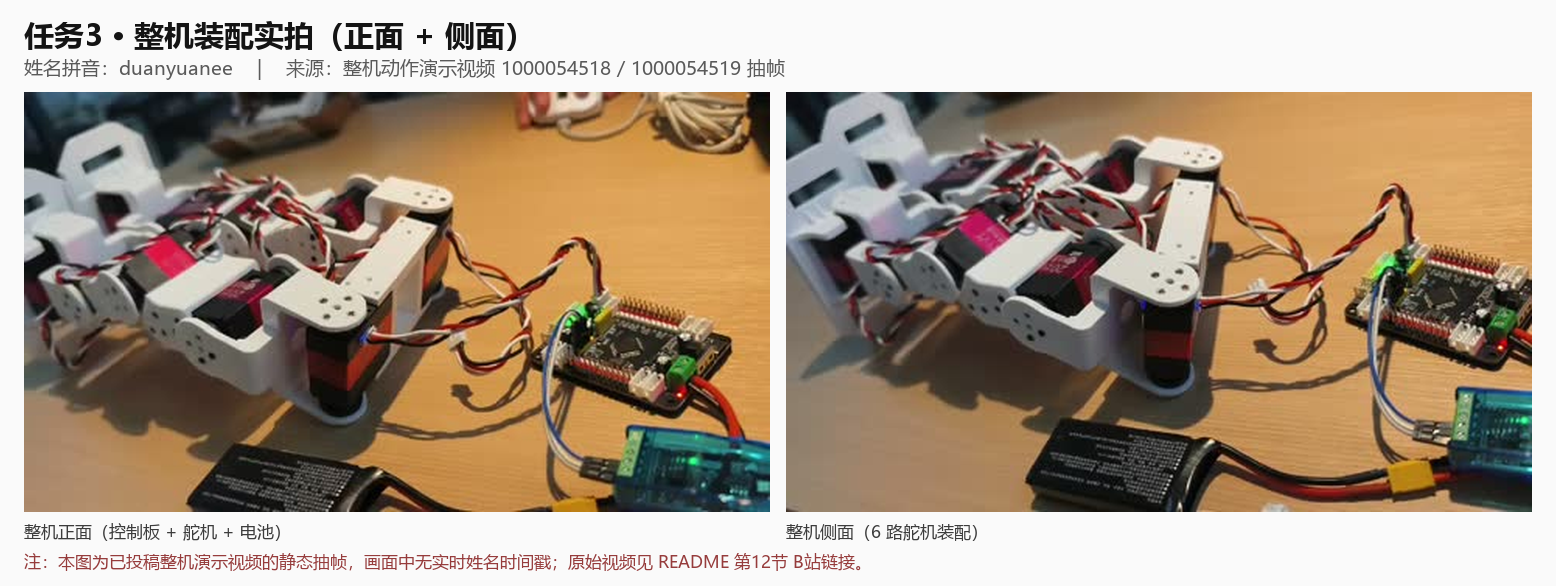 任务3 • 整机装配实拍（正面 + 侧面）
姓名拼音：duanyuanee ｜ 来源：整机动作演示视频 1000054518 / 1000054519 抽帧
整机正面（控制板 + 舵机 + 电池）
整机侧面（6 路舵机装配）
注：本图为已投稿整机演示视频的静态抽帧，画面中无实时姓名时间戳；原始视频见 README 第12节 B站链接。